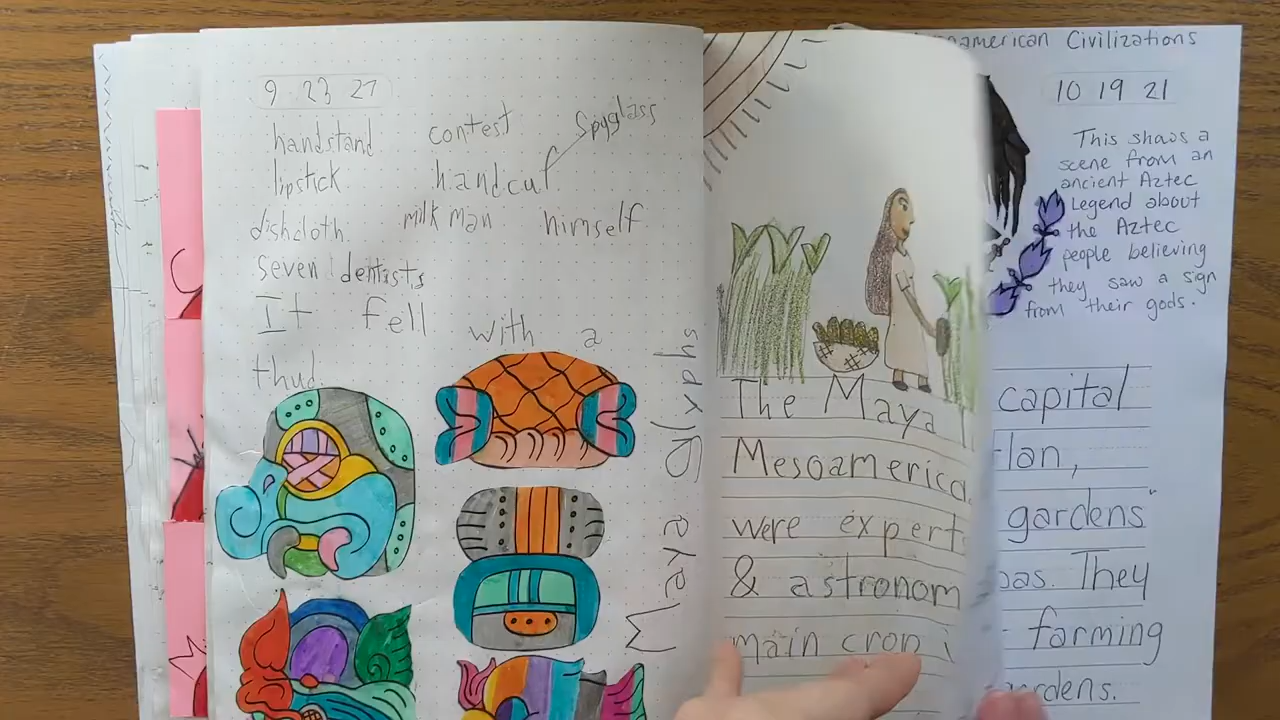 9 23 21
handstand contest spyglass
lipstick handcuf
dishcloth milkman himself
seven dentists
It fell with a
thud.
Maya glyphs
The Maya
Mesoamerica
were expert
& astronom
main crop i
american Civilizations
10 19 21
This shows a
scene from an
ancient Aztec
Legend about
the Aztec
people believing
they saw a sign
from their gods.
capital
lan,
gardens"
pas. They
farming
ardens.